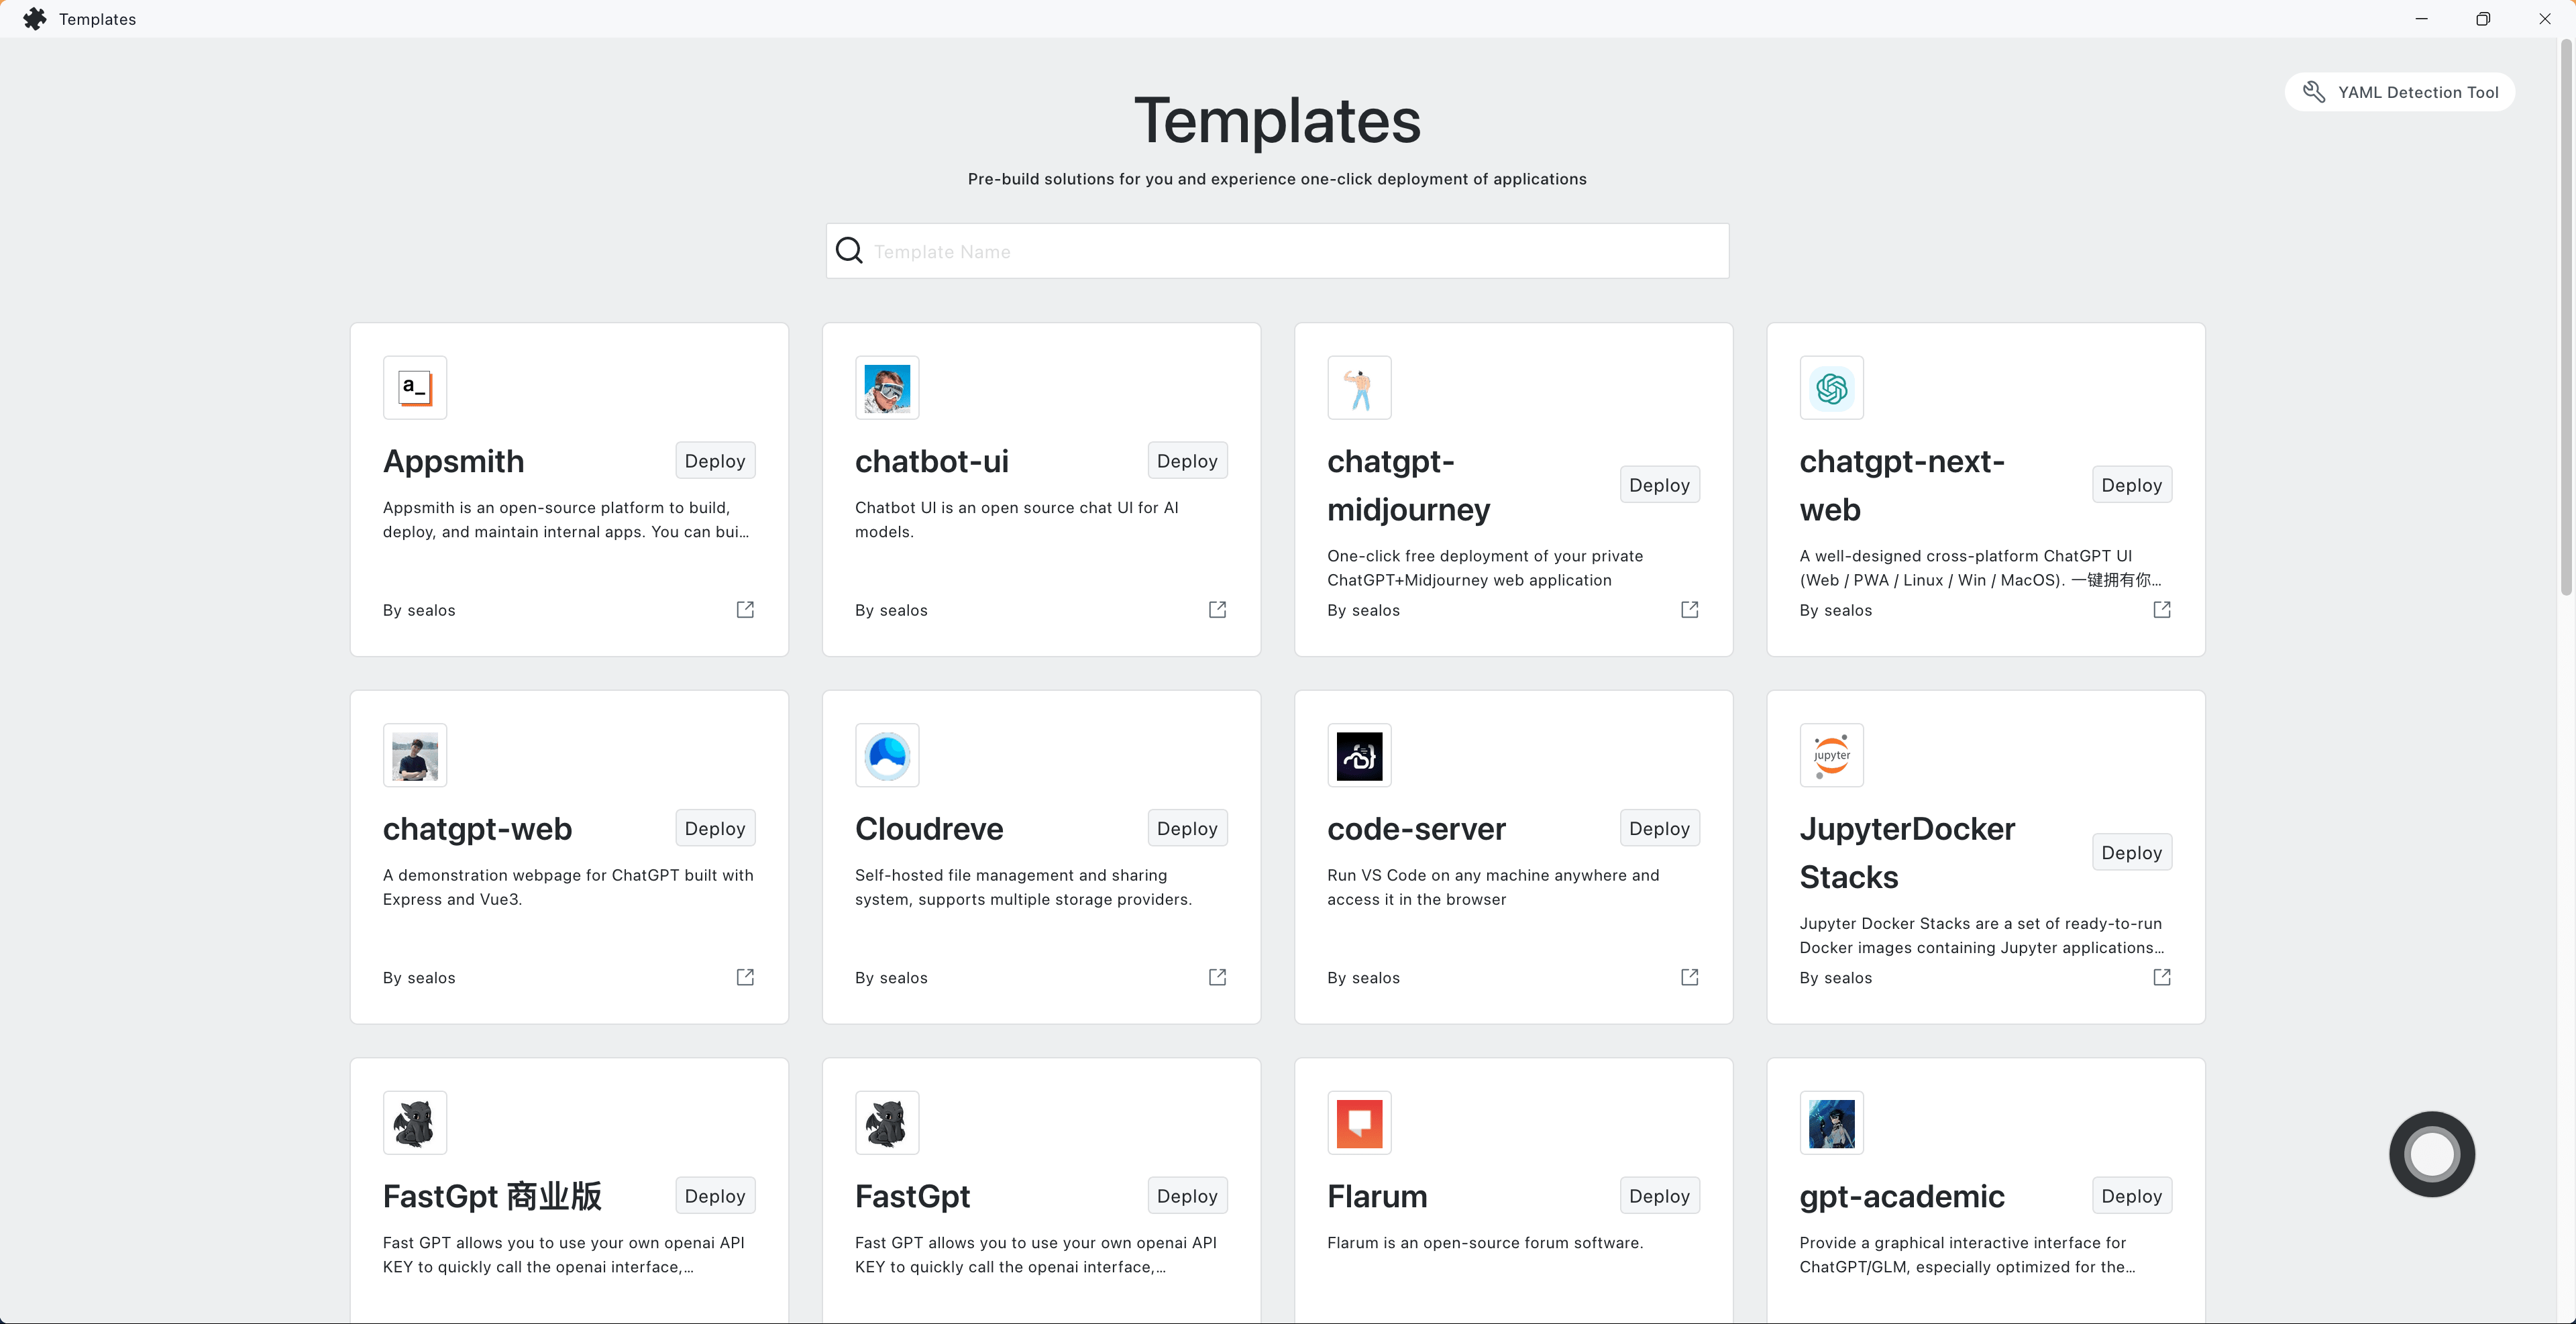 Templates
YAML Detection Tool
Templates
Pre-build solutions for you and experience one-click deployment of applications
Template Name
a_
Appsmith
Deploy
Appsmith is an open-source platform to build,
deploy, and maintain internal apps. You can bui...
By sealos
chatbot-ui
Deploy
Chatbot UI is an open source chat UI for AI
models.
By sealos
chatgpt-
midjourney
Deploy
One-click free deployment of your private
ChatGPT+Midjourney web application
By sealos
chatgpt-next-
web
Deploy
A well-designed cross-platform ChatGPT UI
(Web / PWA / Linux / Win / MacOS). 一键拥有你...
By sealos
chatgpt-web
Deploy
A demonstration webpage for ChatGPT built with
Express and Vue3.
By sealos
Cloudreve
Deploy
Self-hosted file management and sharing
system, supports multiple storage providers.
By sealos
code-server
Deploy
Run VS Code on any machine anywhere and
access it in the browser
By sealos
jupyter
JupyterDocker
Stacks
Deploy
Jupyter Docker Stacks are a set of ready-to-run
Docker images containing Jupyter applications...
By sealos
FastGpt 商业版
Deploy
Fast GPT allows you to use your own openai API
KEY to quickly call the openai interface,...
FastGpt
Deploy
Fast GPT allows you to use your own openai API
KEY to quickly call the openai interface,...
Flarum
Deploy
Flarum is an open-source forum software.
gpt-academic
Deploy
Provide a graphical interactive interface for
ChatGPT/GLM, especially optimized for the...